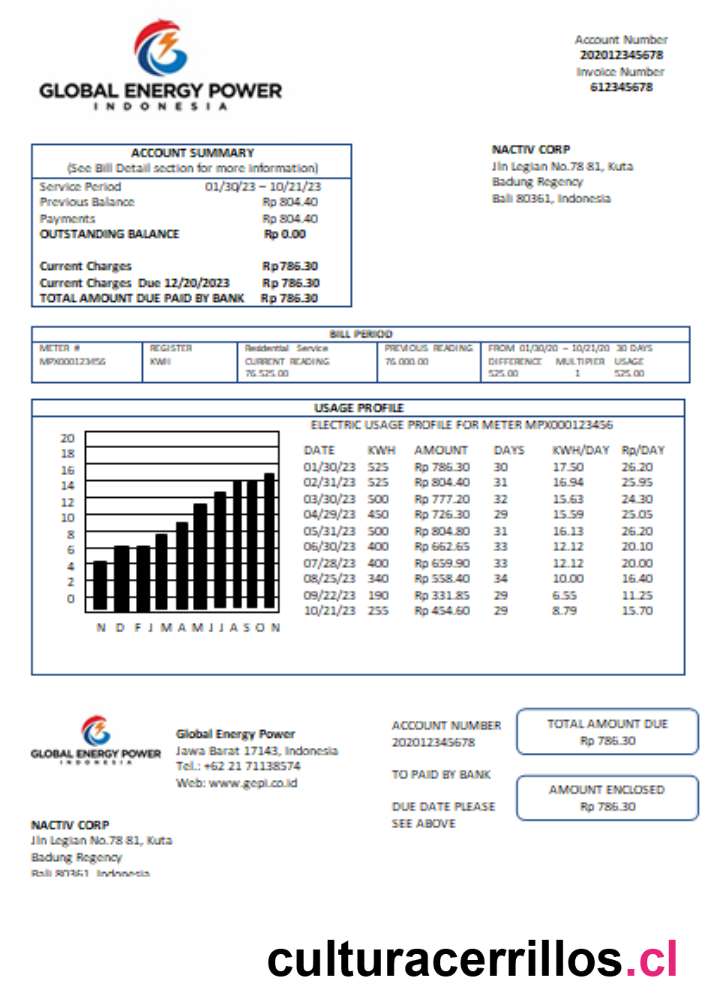 GLOBAL ENERGY POWER
INDONESIA
Account Number
202012345678
Invoice Number
612345678
ACCOUNT SUMMARY
(See Bill Detail section for more information)
Service Period 01/30/23 – 10/21/23
Previous Balance Rp 804.40
Payments Rp 804.40
OUTSTANDING BALANCE Rp 0.00
Current Charges Rp786.30
Current Charges Due 12/20/2023 Rp 786.30
TOTAL AMOUNT DUE PAID BY BANK Rp 786.30
NACTIV CORP
Jln Legian No.78 81, Kuta
Badung Regency
Bali 80361, Indonesia
BILL PERIOD
METER # REGISTER Residential Service PREVIOUS READING FROM 01/30/20 – 10/21/20 30 DAYS
MPX000123456 KWH CURRENT READING 76.000.00 DIFFERENCE MULTIPIER USAGE
76.525.00 525.00 1 525.00
USAGE PROFILE
ELECTRIC USAGE PROFILE FOR METER MPX000123456
20
18
16
14
12
10
8
6
4
2
0
N D F J M A M J J A S O N
DATE KWH AMOUNT DAYS KWH/DAY Rp/DAY
01/30/23 525 Rp 786.30 30 17.50 26.20
02/31/23 525 Rp 804.40 31 16.94 25.95
03/30/23 500 Rp 777.20 32 15.63 24.30
04/29/23 450 Rp 726.30 29 15.59 25.05
05/31/23 500 Rp 804.80 31 16.13 26.20
06/30/23 400 Rp 662.65 33 12.12 20.10
07/28/23 400 Rp 659.90 33 12.12 20.00
08/25/23 340 Rp 558.40 34 10.00 16.40
09/22/23 190 Rp 331.85 29 6.55 11.25
10/21/23 255 Rp 454.60 29 8.79 15.70
GLOBAL ENERGY POWER
INDONESIA
Global Energy Power
Jawa Barat 17143, Indonesia
Tel.: +62 21 71138574
Web: www.gepi.co.id
ACCOUNT NUMBER
202012345678
TO PAID BY BANK
DUE DATE PLEASE
SEE ABOVE
TOTAL AMOUNT DUE
Rp 786.30
AMOUNT ENCLOSED
Rp 786.30
NACTIV CORP
Jln Legian No.78 81, Kuta
Badung Regency
Bali 80361, Indonesia
culturacerrillos.cl